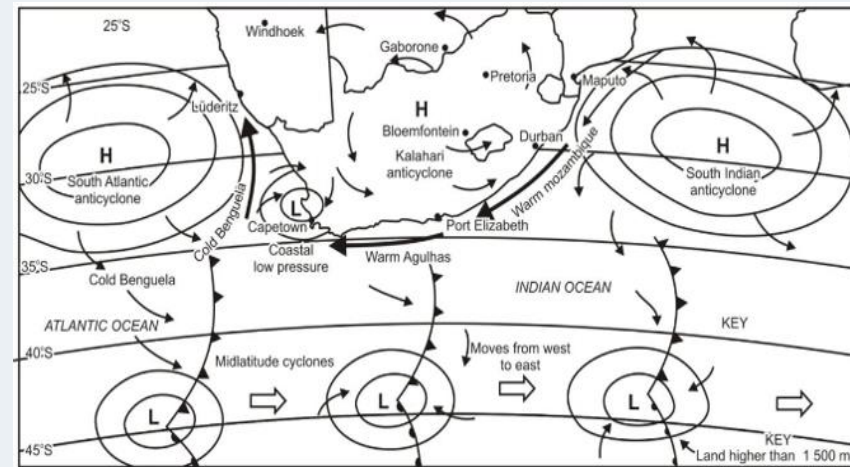 25°S
Windhoek
Gaborone
Pretoria
Maputo
25°S
Lüderitz
H
Bloemfontein
Durban
Kalahari
anticyclone
H
South Atlantic
anticyclone
H
South Indian
anticyclone
30°S
Warm mozambique
Cold Benguela
L
Capetown
Port Elizabeth
Coastal
low pressure
Warm Agulhas
35°S
Cold Benguela
INDIAN OCEAN
ATLANTIC OCEAN
KEY
40°S
Midlatitude cyclones
Moves from west
to east
L
L
L
KEY
45°S
Land higher than 1 500 m